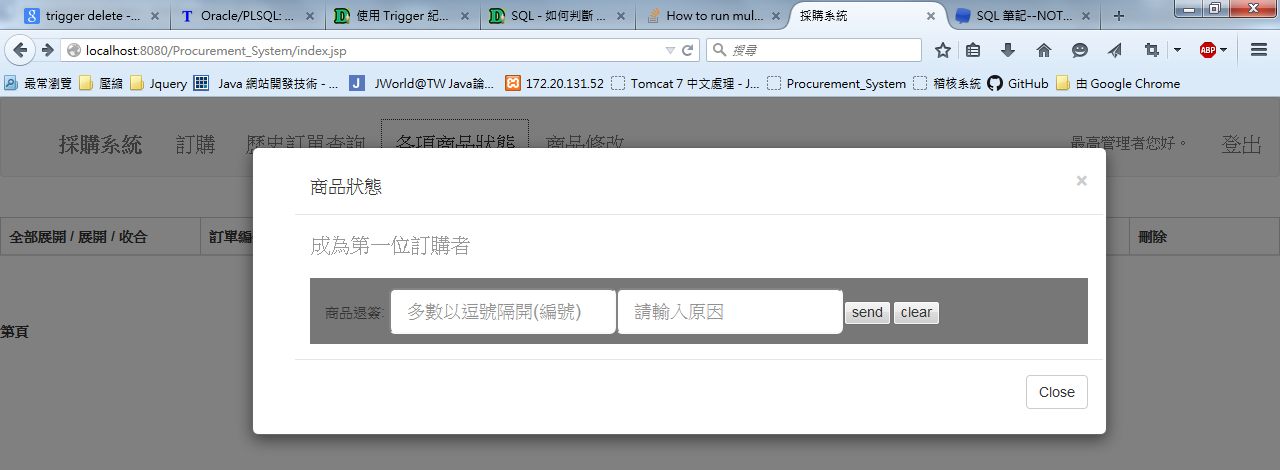 trigger delete -...
Oracle/PLSQL: ...
使用 Trigger 紀...
SQL - 如何判斷 ...
How to run mul...
採購系統
SQL 筆記--NOT...
localhost:8080/Procurement_System/index.jsp
搜尋
ABP
最常瀏覽
壓縮
Jquery
Java 網站開發技術 - ...
JWorld@TW Java論...
172.20.131.52
Tomcat 7 中文處理 - J...
Procurement_System
稽核系統
GitHub
由 Google Chrome
採購系統
訂購
歷史訂單查詢
各項商品狀態
商品修改
最高管理者您好。
登出
商品狀態
×
全部展開 / 展開 / 收合
訂單編
刪除
成為第一位訂購者
商品退簽:
多數以逗號隔開(編號)
請輸入原因
send
clear
第頁
Close